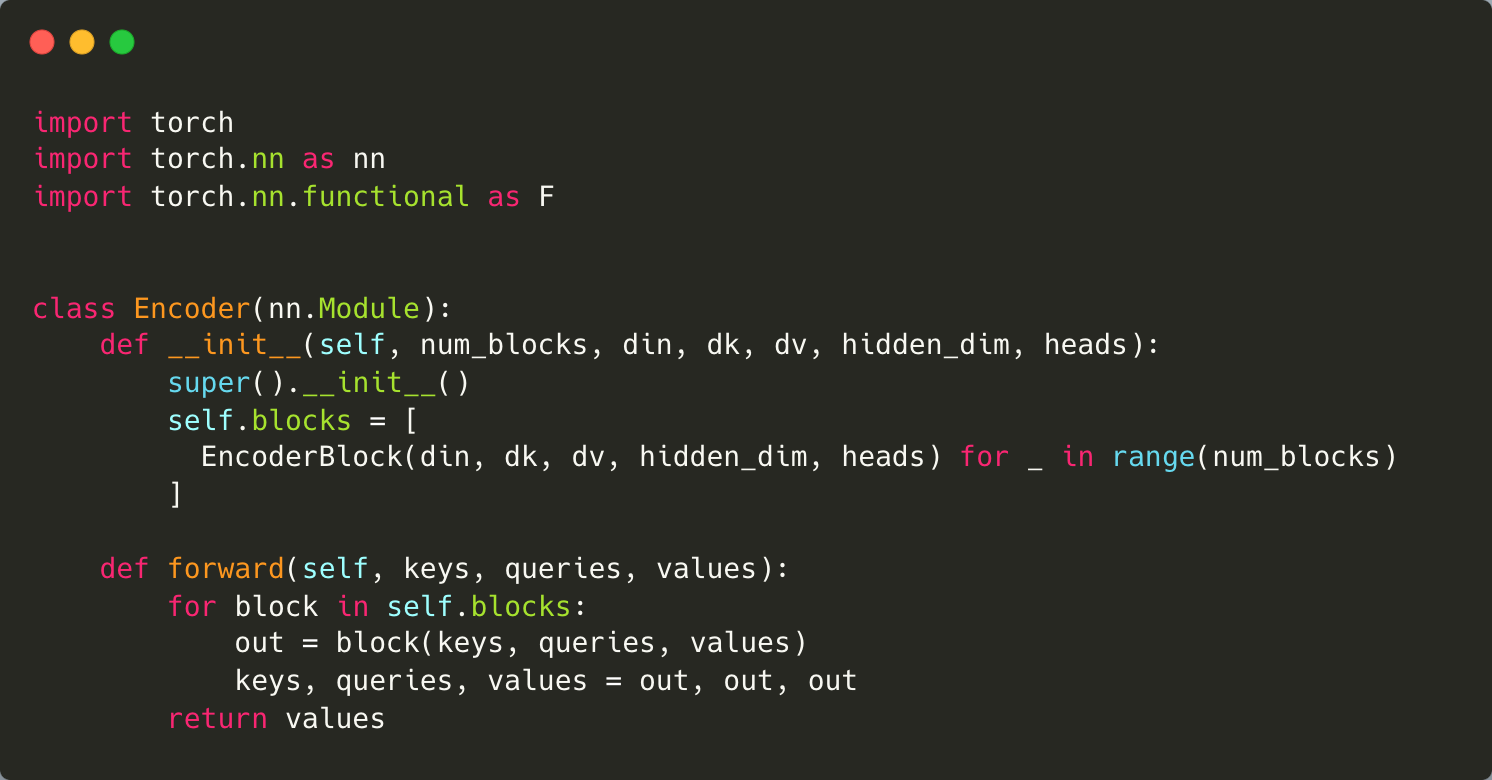 import torch
import torch.nn as nn
import torch.nn.functional as F
class Encoder(nn.Module):
    def __init__(self, num_blocks, din, dk, dv, hidden_dim, heads):
        super().__init__()
        self.blocks = [
          EncoderBlock(din, dk, dv, hidden_dim, heads) for _ in range(num_blocks)
        ]
    def forward(self, keys, queries, values):
        for block in self.blocks:
            out = block(keys, queries, values)
            keys, queries, values = out, out, out
        return values